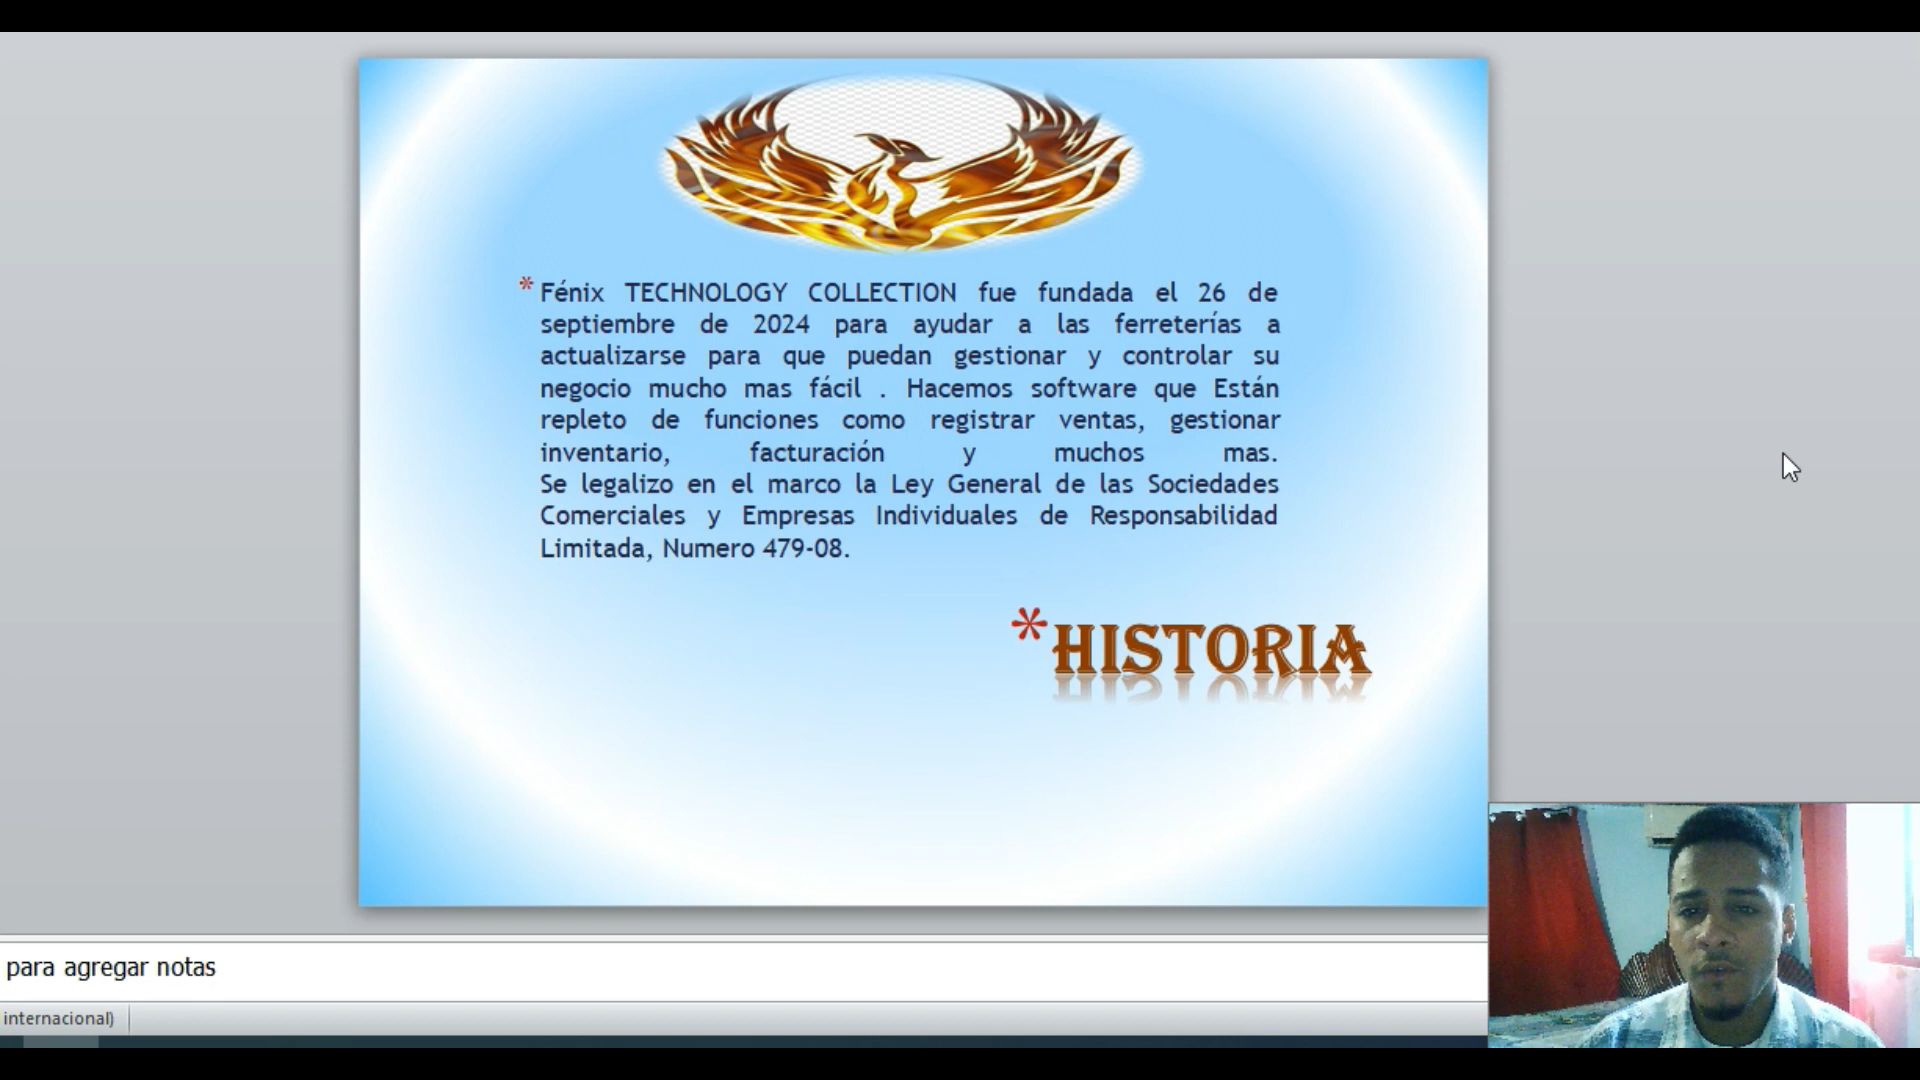 * Fénix TECHNOLOGY COLLECTION fue fundada el 26 de
septiembre de 2024 para ayudar a las ferreterías a
actualizarse para que puedan gestionar y controlar su
negocio mucho mas fácil . Hacemos software que Están
repleto de funciones como registrar ventas, gestionar
inventario, facturación y muchos mas.
Se legalizo en el marco la Ley General de las Sociedades
Comerciales y Empresas Individuales de Responsabilidad
Limitada, Numero 479-08.
*HISTORIA
para agregar notas
internacional)